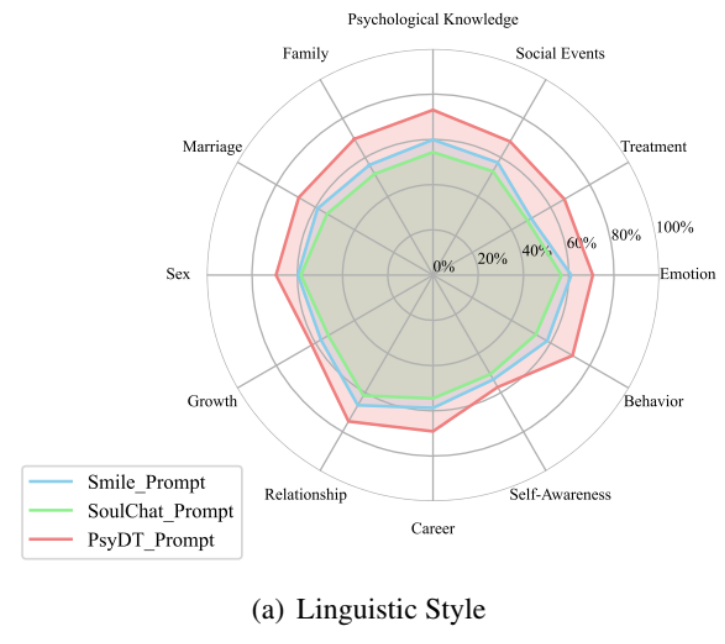 Psychological Knowledge
Family
Social Events
Marriage
Treatment
100%
80%
60%
40%
20%
0%
Sex
Emotion
Growth
Behavior
Relationship
Self-Awareness
Career
Smile_Prompt
SoulChat_Prompt
PsyDT_Prompt
(a) Linguistic Style